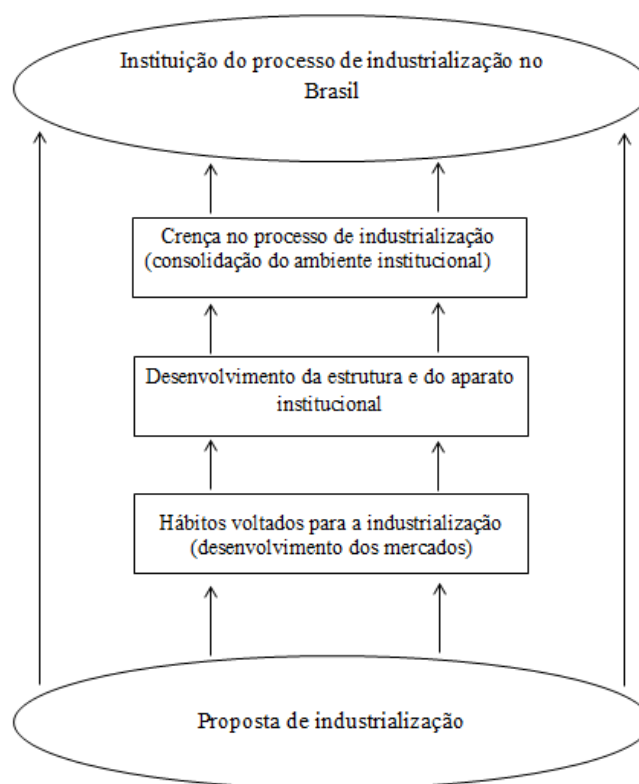 Instituição do processo de industrialização no
Brasil
Crença no processo de industrialização
(consolidação do ambiente institucional)
Desenvolvimento da estrutura e do aparato
institucional
Hábitos voltados para a industrialização
(desenvolvimento dos mercados)
Proposta de industrialização